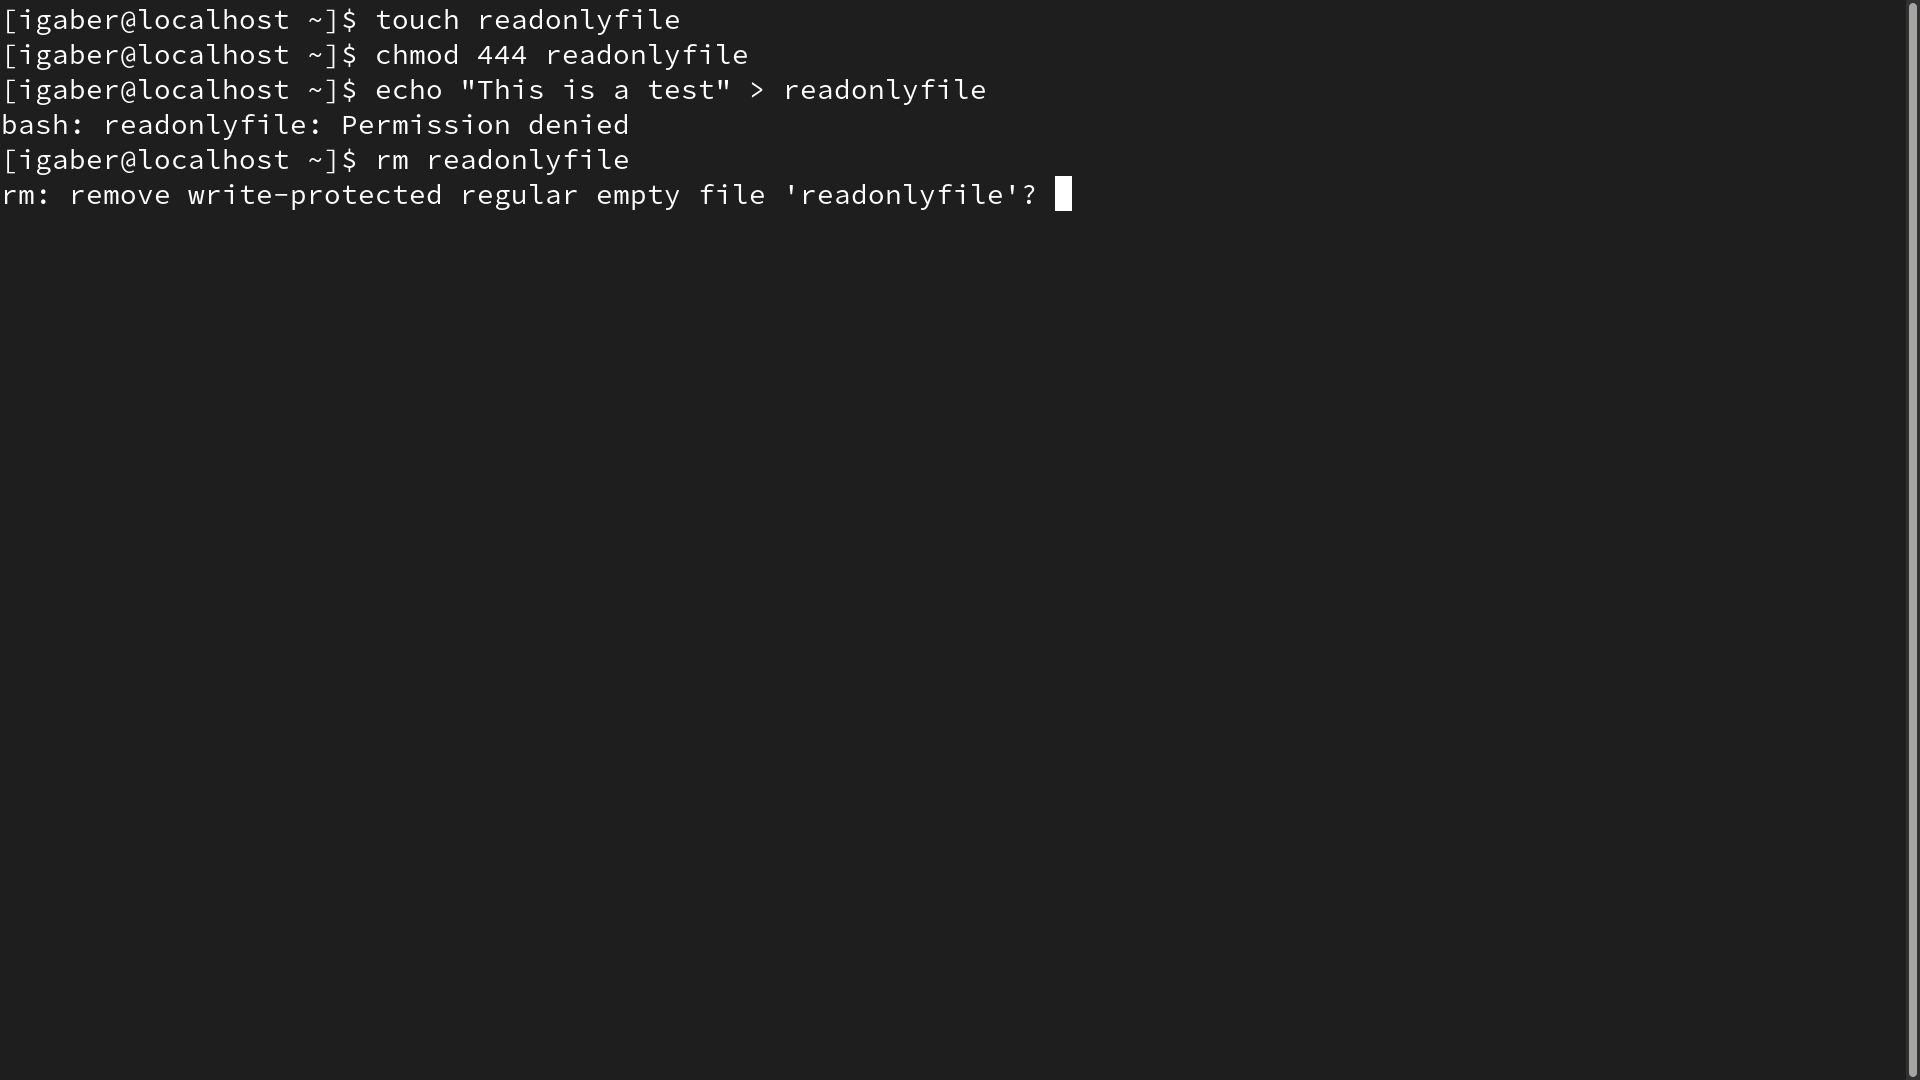 [igaber@localhost ~]$ touch readonlyfile
[igaber@localhost ~]$ chmod 444 readonlyfile
[igaber@localhost ~]$ echo "This is a test" > readonlyfile
bash: readonlyfile: Permission denied
[igaber@localhost ~]$ rm readonlyfile
rm: remove write-protected regular empty file 'readonlyfile'?